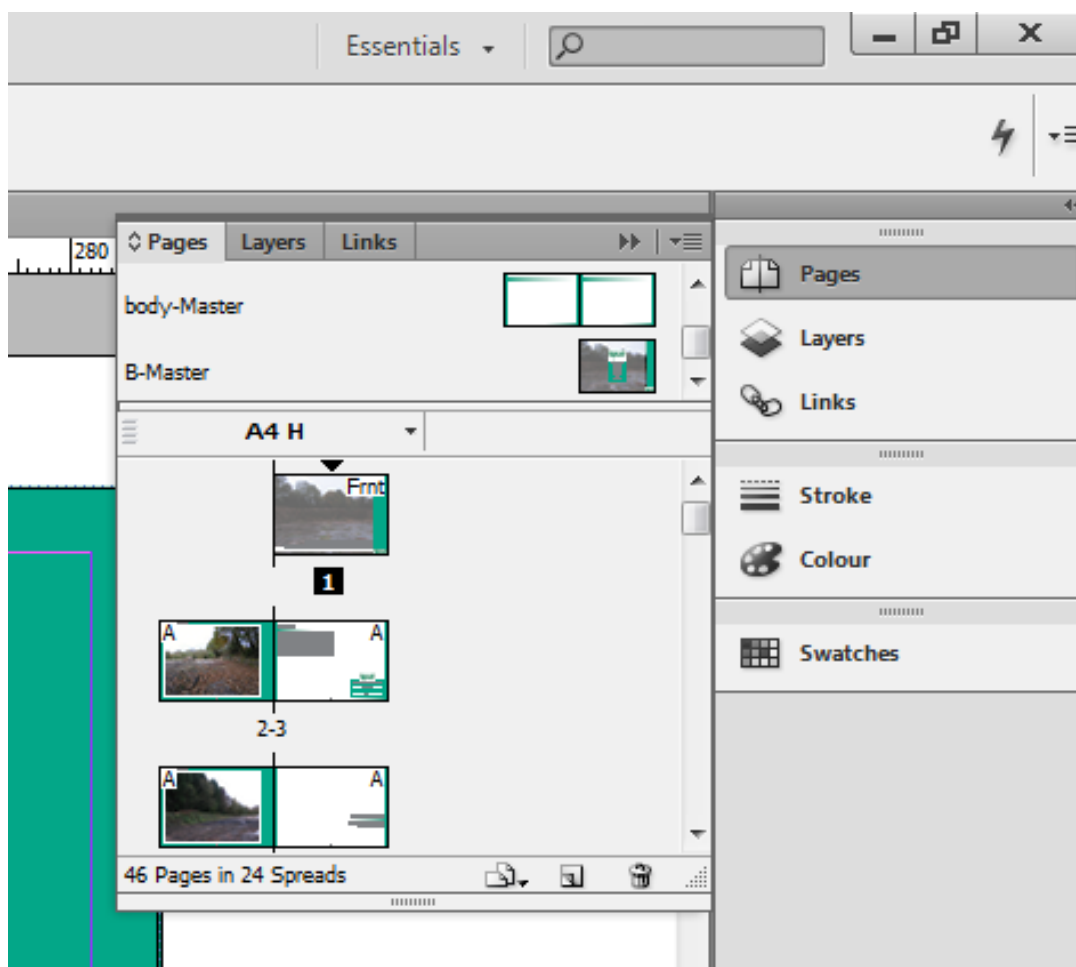 Essentials
280
Pages Layers Links
body-Master
B-Master
A4 H
Frnt
1
A A
2-3
A A
46 Pages in 24 Spreads
Pages
Layers
Links
Stroke
Colour
Swatches